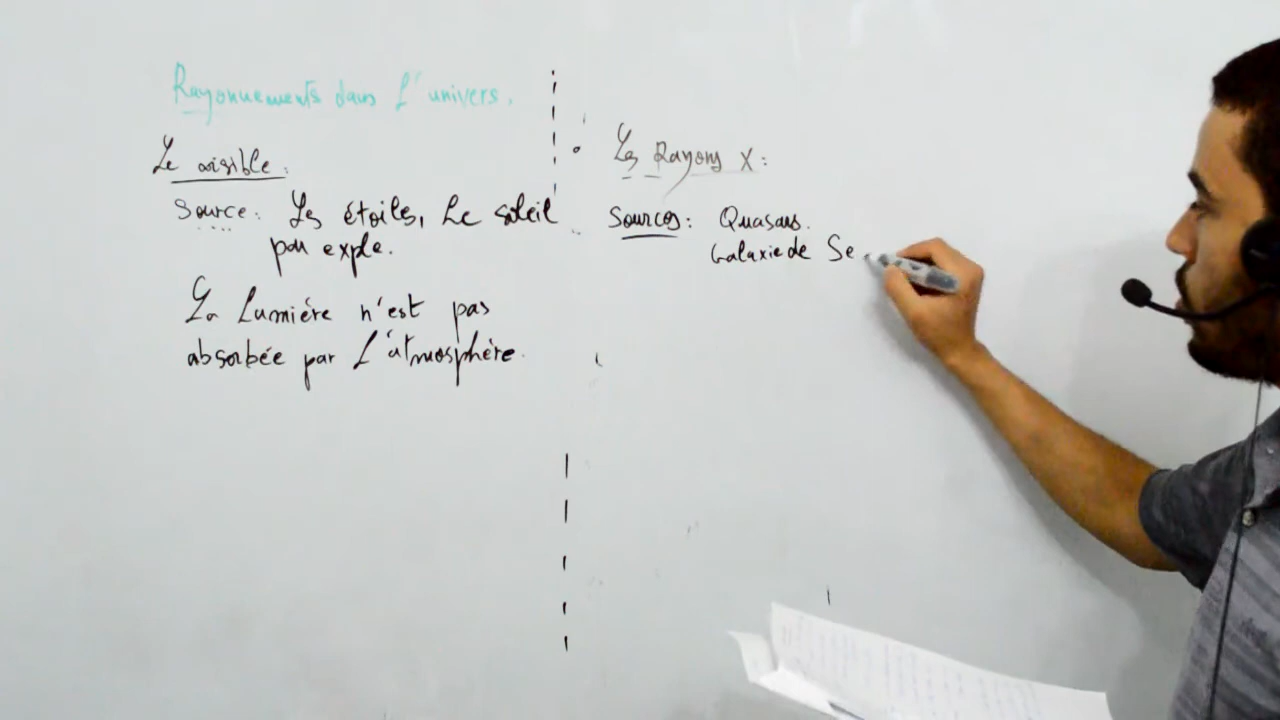 Rayonnements dans l'univers.
Le visible:
Source: Les étoiles, Le soleil
par exple.
La Lumière n'est pas
absorbée par L'atmosphère.
Les Rayons X:
Sources: Quasars.
Galaxie de Se